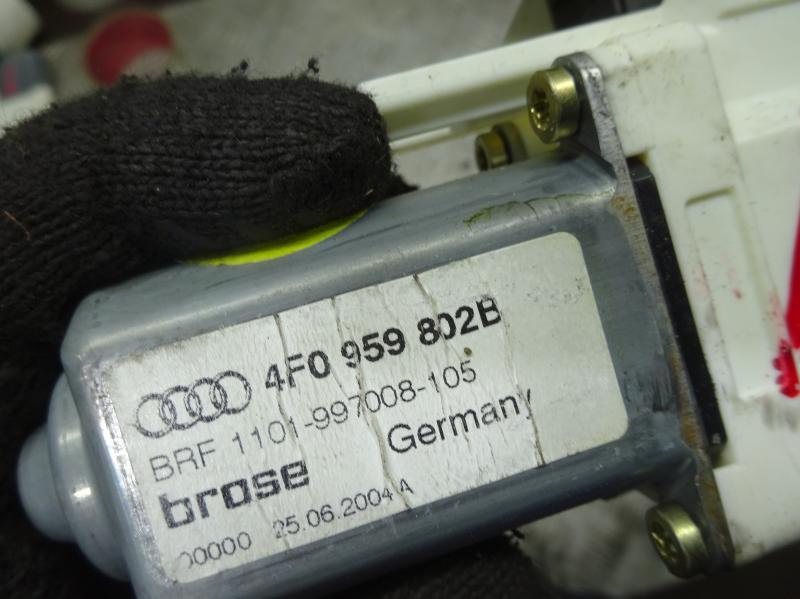 4F0 959 802B
BRF 1101-997008-105
brose Germany
00000 25.06.2004 A